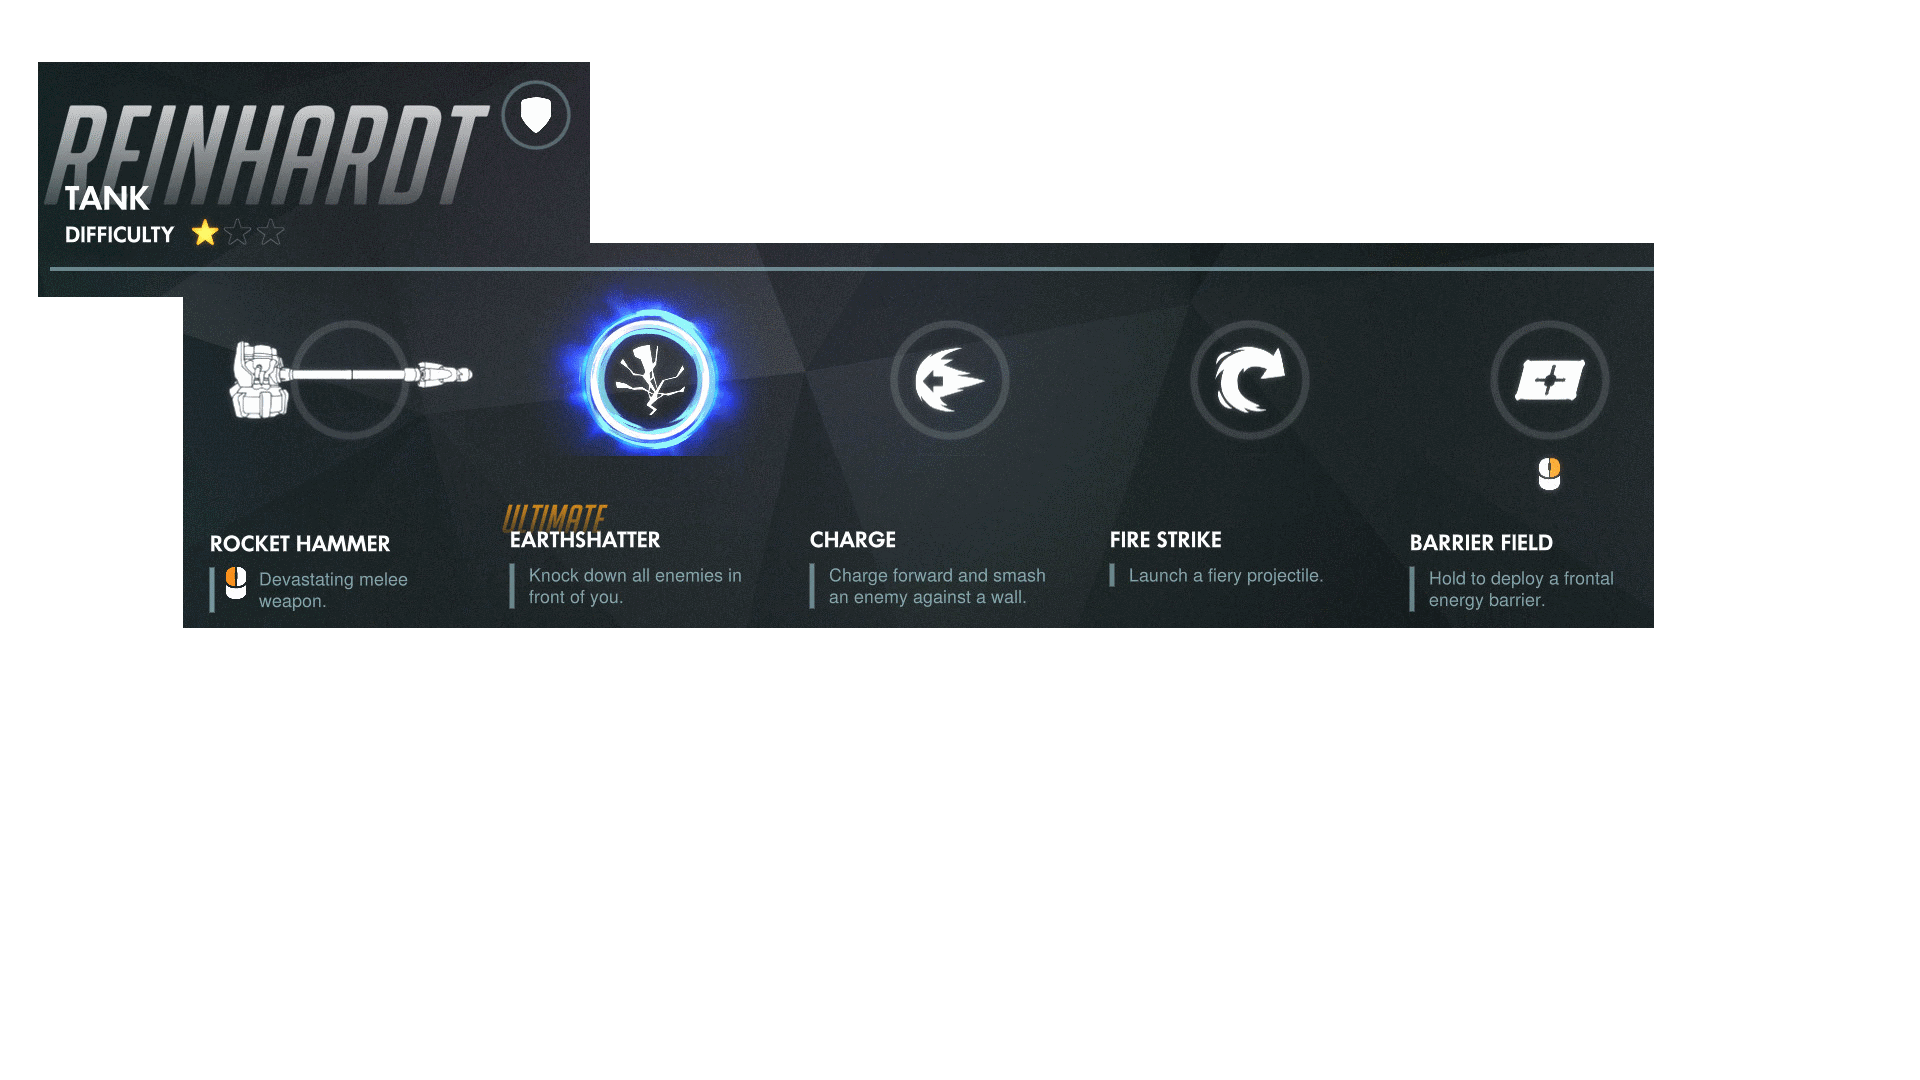 REINHARDT
TANK
DIFFICULTY
ROCKET HAMMER
Devastating melee
weapon.
ULTIMATE
EARTHSHATTER
Knock down all enemies in
front of you.
CHARGE
Charge forward and smash
an enemy against a wall.
FIRE STRIKE
Launch a fiery projectile.
BARRIER FIELD
Hold to deploy a frontal
energy barrier.